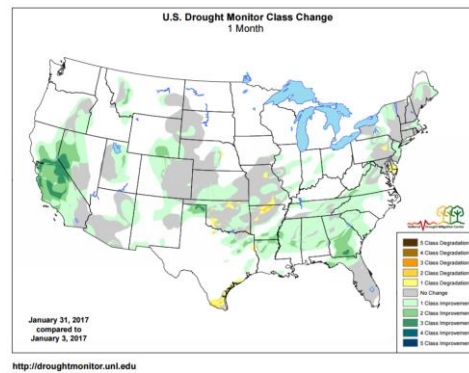 U.S. Drought Monitor Class Change
1 Month
5 Class Degradation
4 Class Degradation
3 Class Degradation
2 Class Degradation
1 Class Degradation
No Change
1 Class Improvement
2 Class Improvement
3 Class Improvement
4 Class Improvement
5 Class Improvement
January 31, 2017
compared to
January 3, 2017
http://droughtmonitor.unl.edu